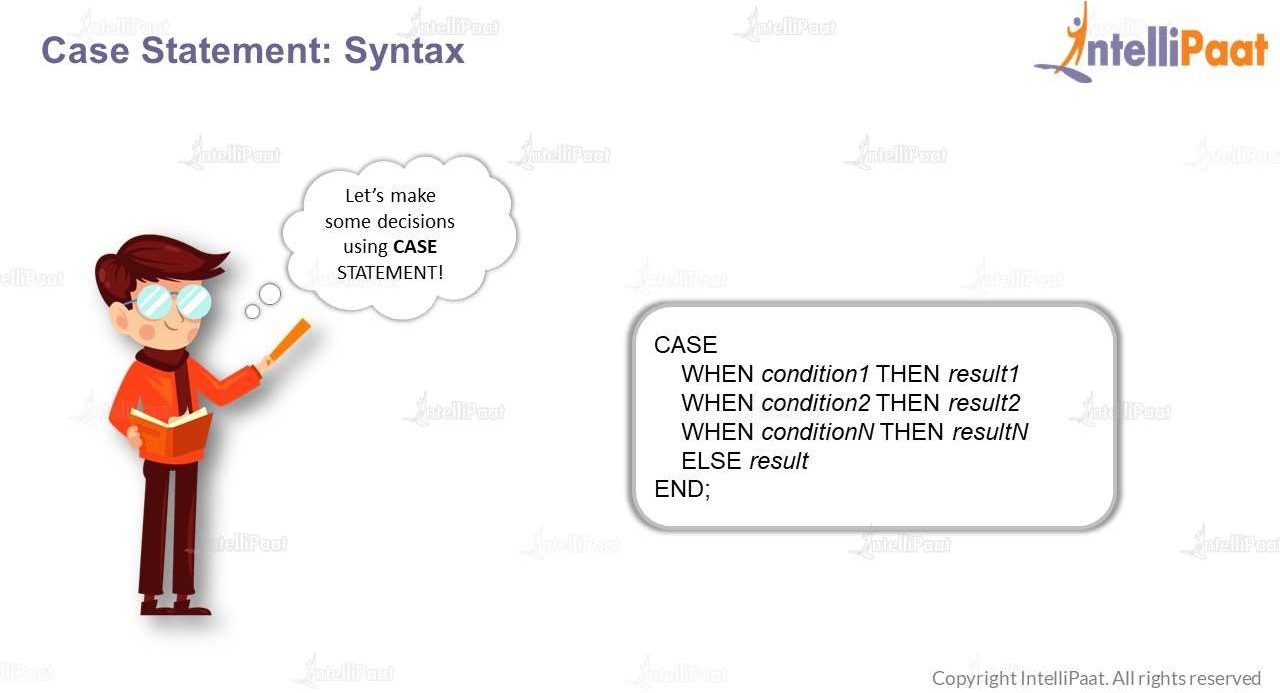 Case Statement: Syntax
IntelliPaat
Let's make
some decisions
using CASE
STATEMENT!
CASE
WHEN condition1 THEN result1
WHEN condition2 THEN result2
WHEN conditionN THEN resultN
ELSE result
END;
Copyright IntelliPaat. All rights reserved